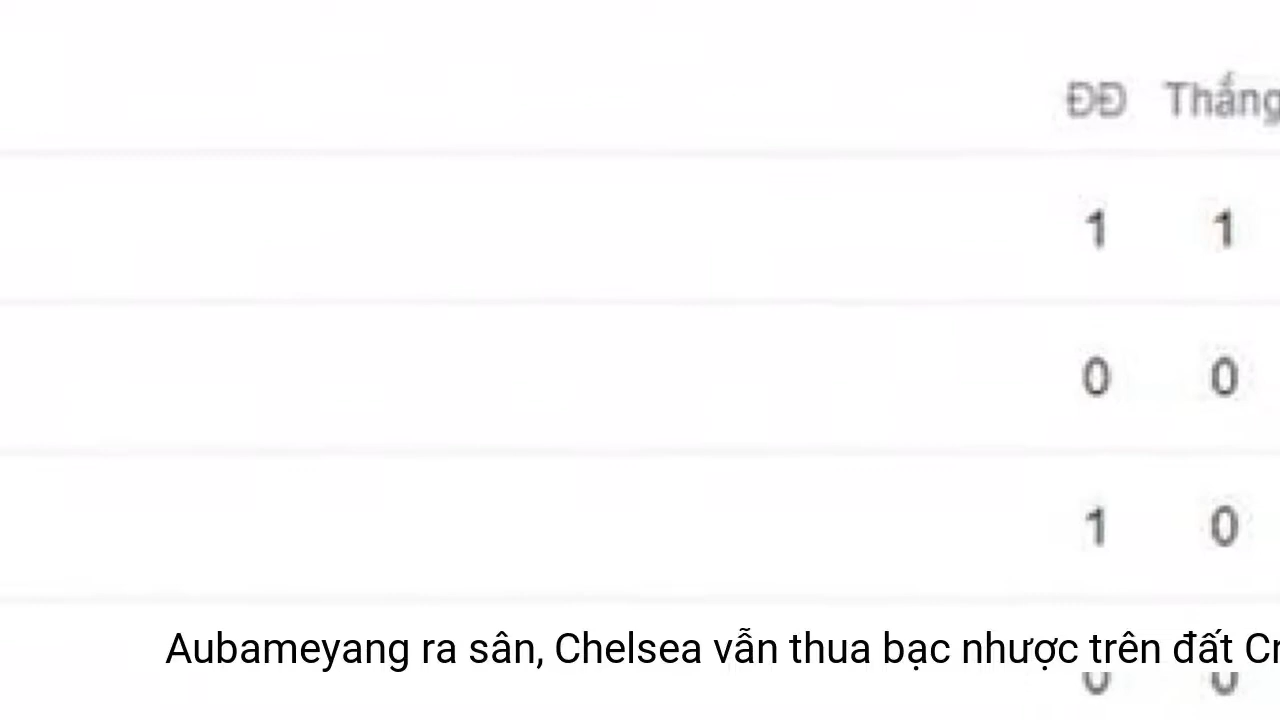 ĐĐ Thắng
1 1
0 0
1 0
Aubameyang ra sân, Chelsea vẫn thua bạc nhược trên đất